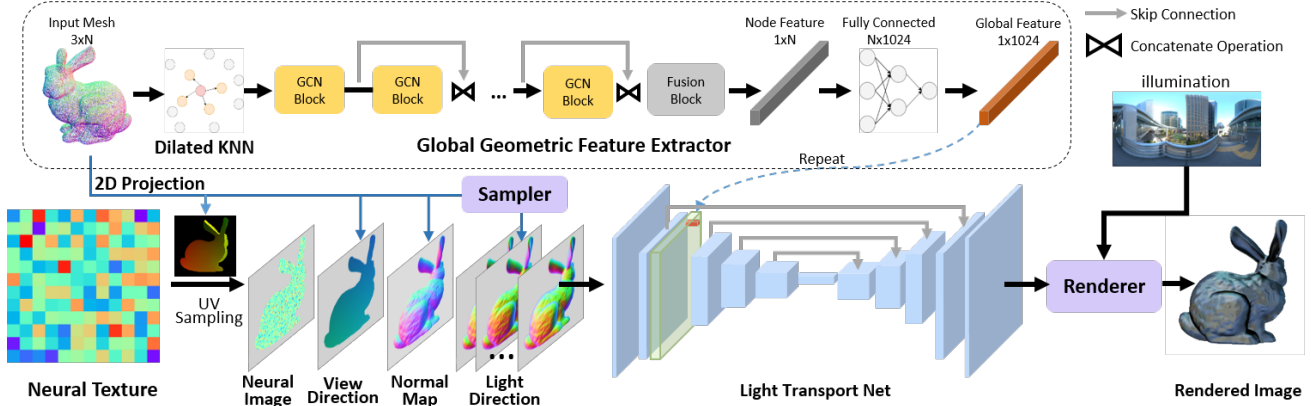 Input Mesh
3xN
Dilated KNN
GCN
Block
GCN
Block
...
GCN
Block
Fusion
Block
Node Feature
1xN
Fully Connected
Nx1024
Global Feature
1x1024
Global Geometric Feature Extractor
Skip Connection
Concatenate Operation
illumination
Repeat
2D Projection
Sampler
UV
Sampling
Neural Texture
Neural
Image
View
Direction
Normal
Map
...
Light
Direction
Light Transport Net
Renderer
Rendered Image